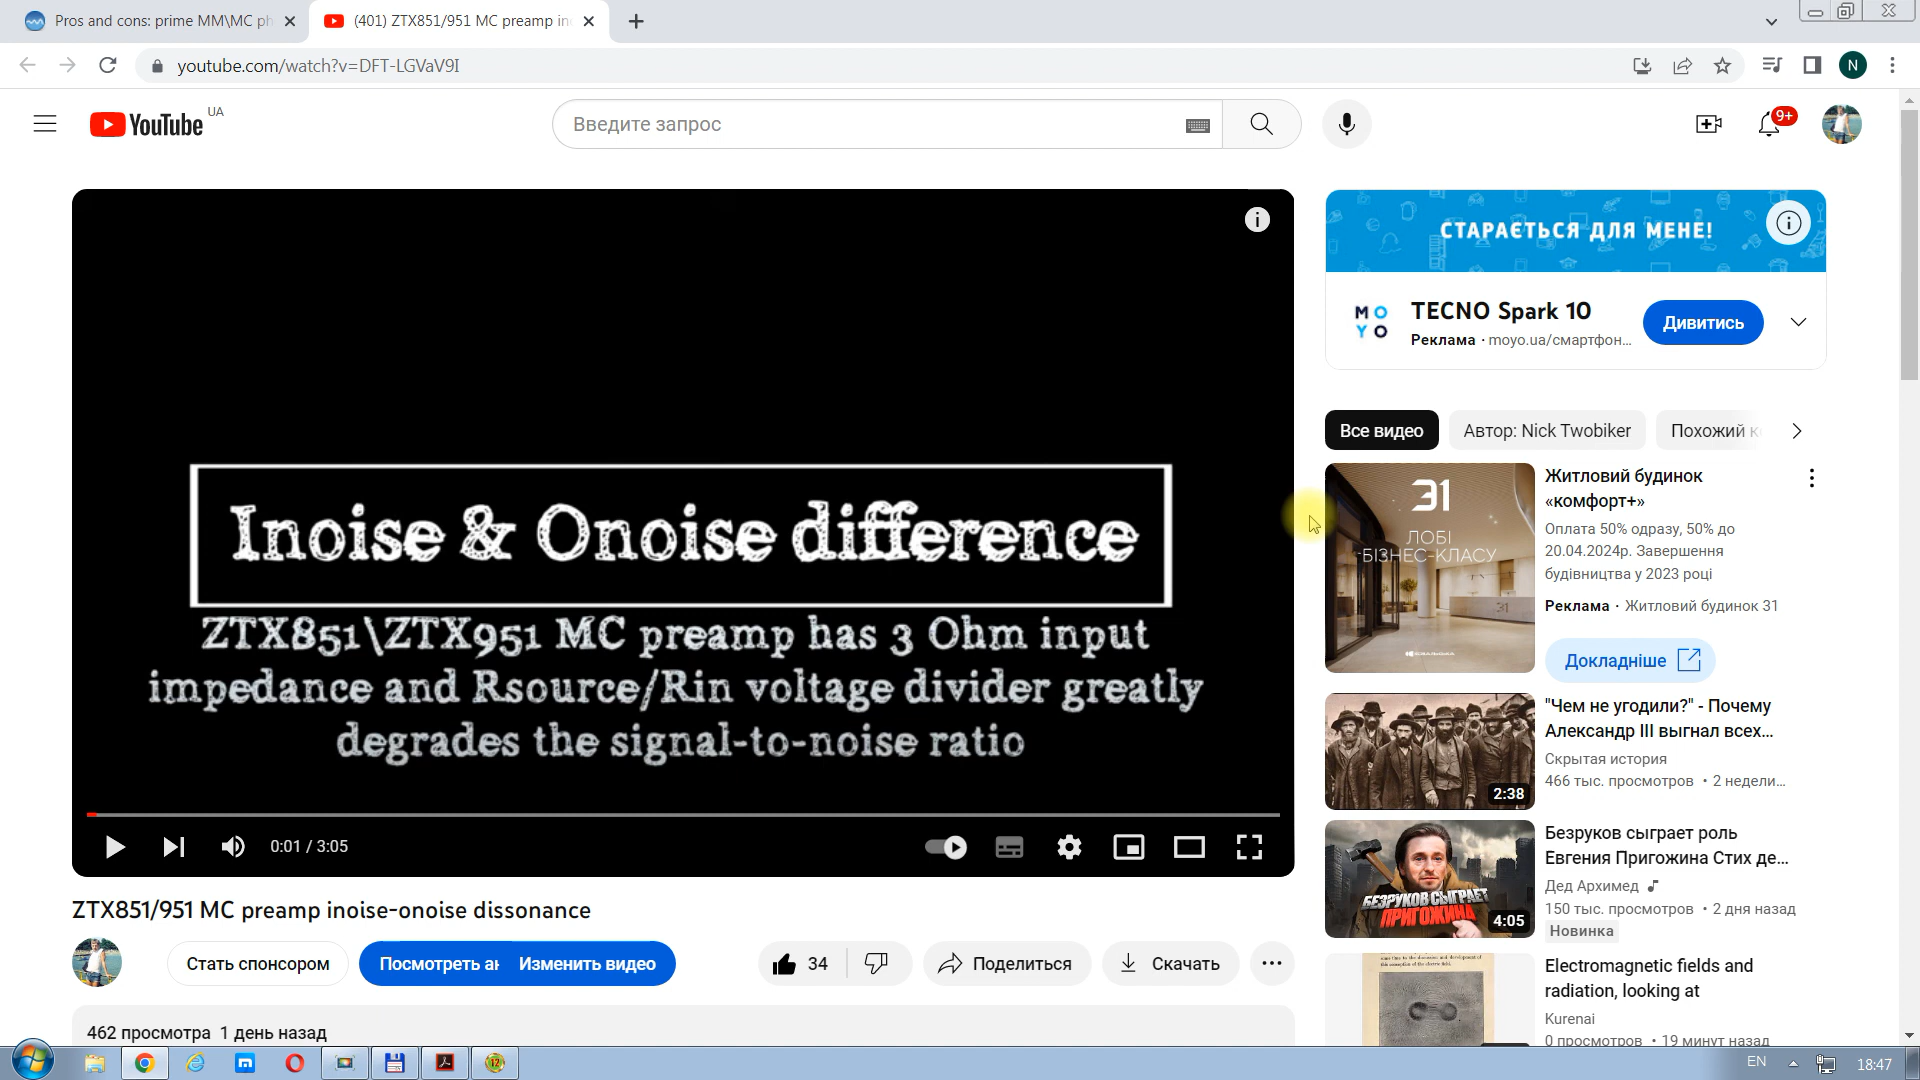 Pros and cons: prime MM\MC ph
(401) ZTX851/951 MC preamp in
youtube.com/watch?v=DFT-LGVaV9I
N
YouTube UA
Введите запрос
9+
Inoise & Onoise difference
ZTX851\ZTX951 MC preamp has 3 Ohm input
impedance and Rsource/Rin voltage divider greatly
degrades the signal-to-noise ratio
0:01 / 3:05
ZTX851/951 MC preamp inoise-onoise dissonance
Стать спонсором
Посмотреть ан
Изменить видео
34
Поделиться
Скачать
462 просмотра 1 день назад
СТАРАЄТЬСЯ ДЛЯ МЕНЕ!
MO
YO
TECNO Spark 10
Реклама · moyo.ua/смартфон...
Дивитись
Все видео
Автор: Nick Twobiker
Похожий к
31
ЛОБІ
БІЗНЕС-КЛАСУ
Житловий будинок
«комфорт+»
Оплата 50% одразу, 50% до
20.04.2024р. Завершення
будівництва у 2023 році
Реклама · Житловий будинок 31
Докладніше
2:38
"Чем не угодили?" - Почему
Александр III выгнал всех...
Скрытая история
466 тыс. просмотров • 2 недели...
БЕЗРУКОВ СЫГРАЕТ
ПРИГОЖИНА
4:05
Безруков сыграет роль
Евгения Пригожина Стих де...
Дед Архимед
150 тыс. просмотров • 2 дня назад
Новинка
Electromagnetic fields and
radiation, looking at
Kurenai
0 просмотров • 19 минут назад
EN
18:47